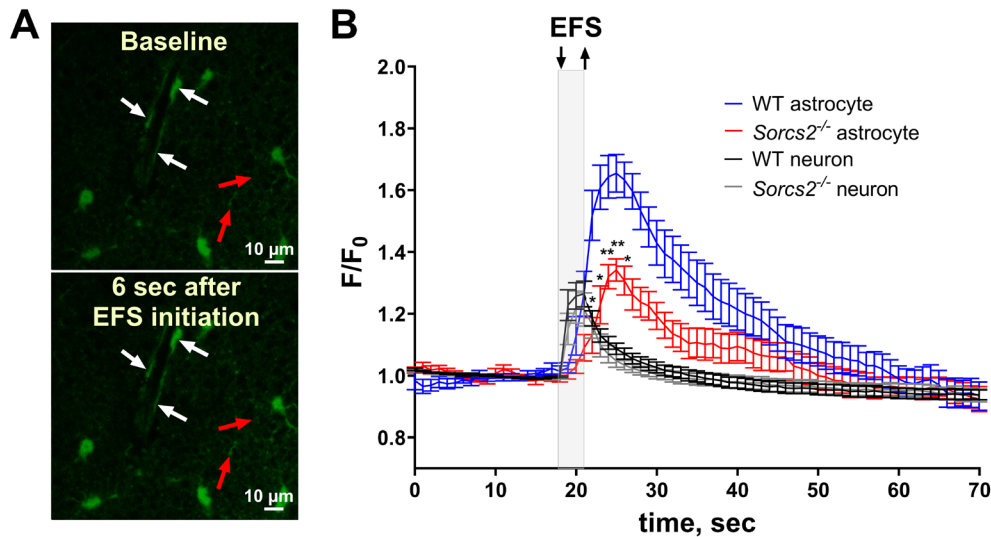 A
Baseline
10 µm
6 sec after
EFS initiation
10 µm
B
EFS
WT astrocyte
Sorcs2-/- astrocyte
WT neuron
Sorcs2-/- neuron
F/F0
2.0
1.8
1.6
1.4
1.2
1.0
0.8
*
*
**
**
*
0
10
20
30
40
50
60
70
time, sec